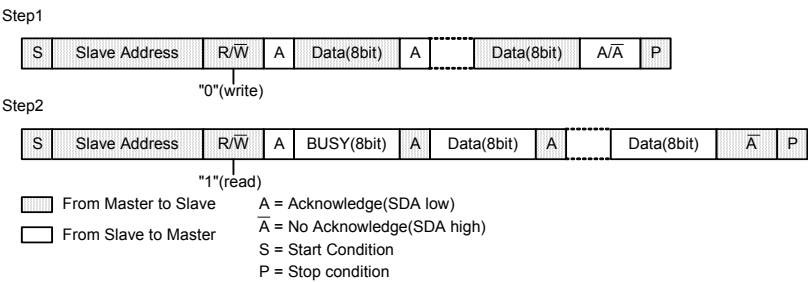 Step1
S Slave Address R/W̅ A Data(8bit) A Data(8bit) A/A̅ P
"0"(write)
Step2
S Slave Address R/W̅ A BUSY(8bit) A Data(8bit) A Data(8bit) A̅ P
"1"(read)
From Master to Slave A = Acknowledge(SDA low)
A̅ = No Acknowledge(SDA high)
From Slave to Master
S = Start Condition
P = Stop condition